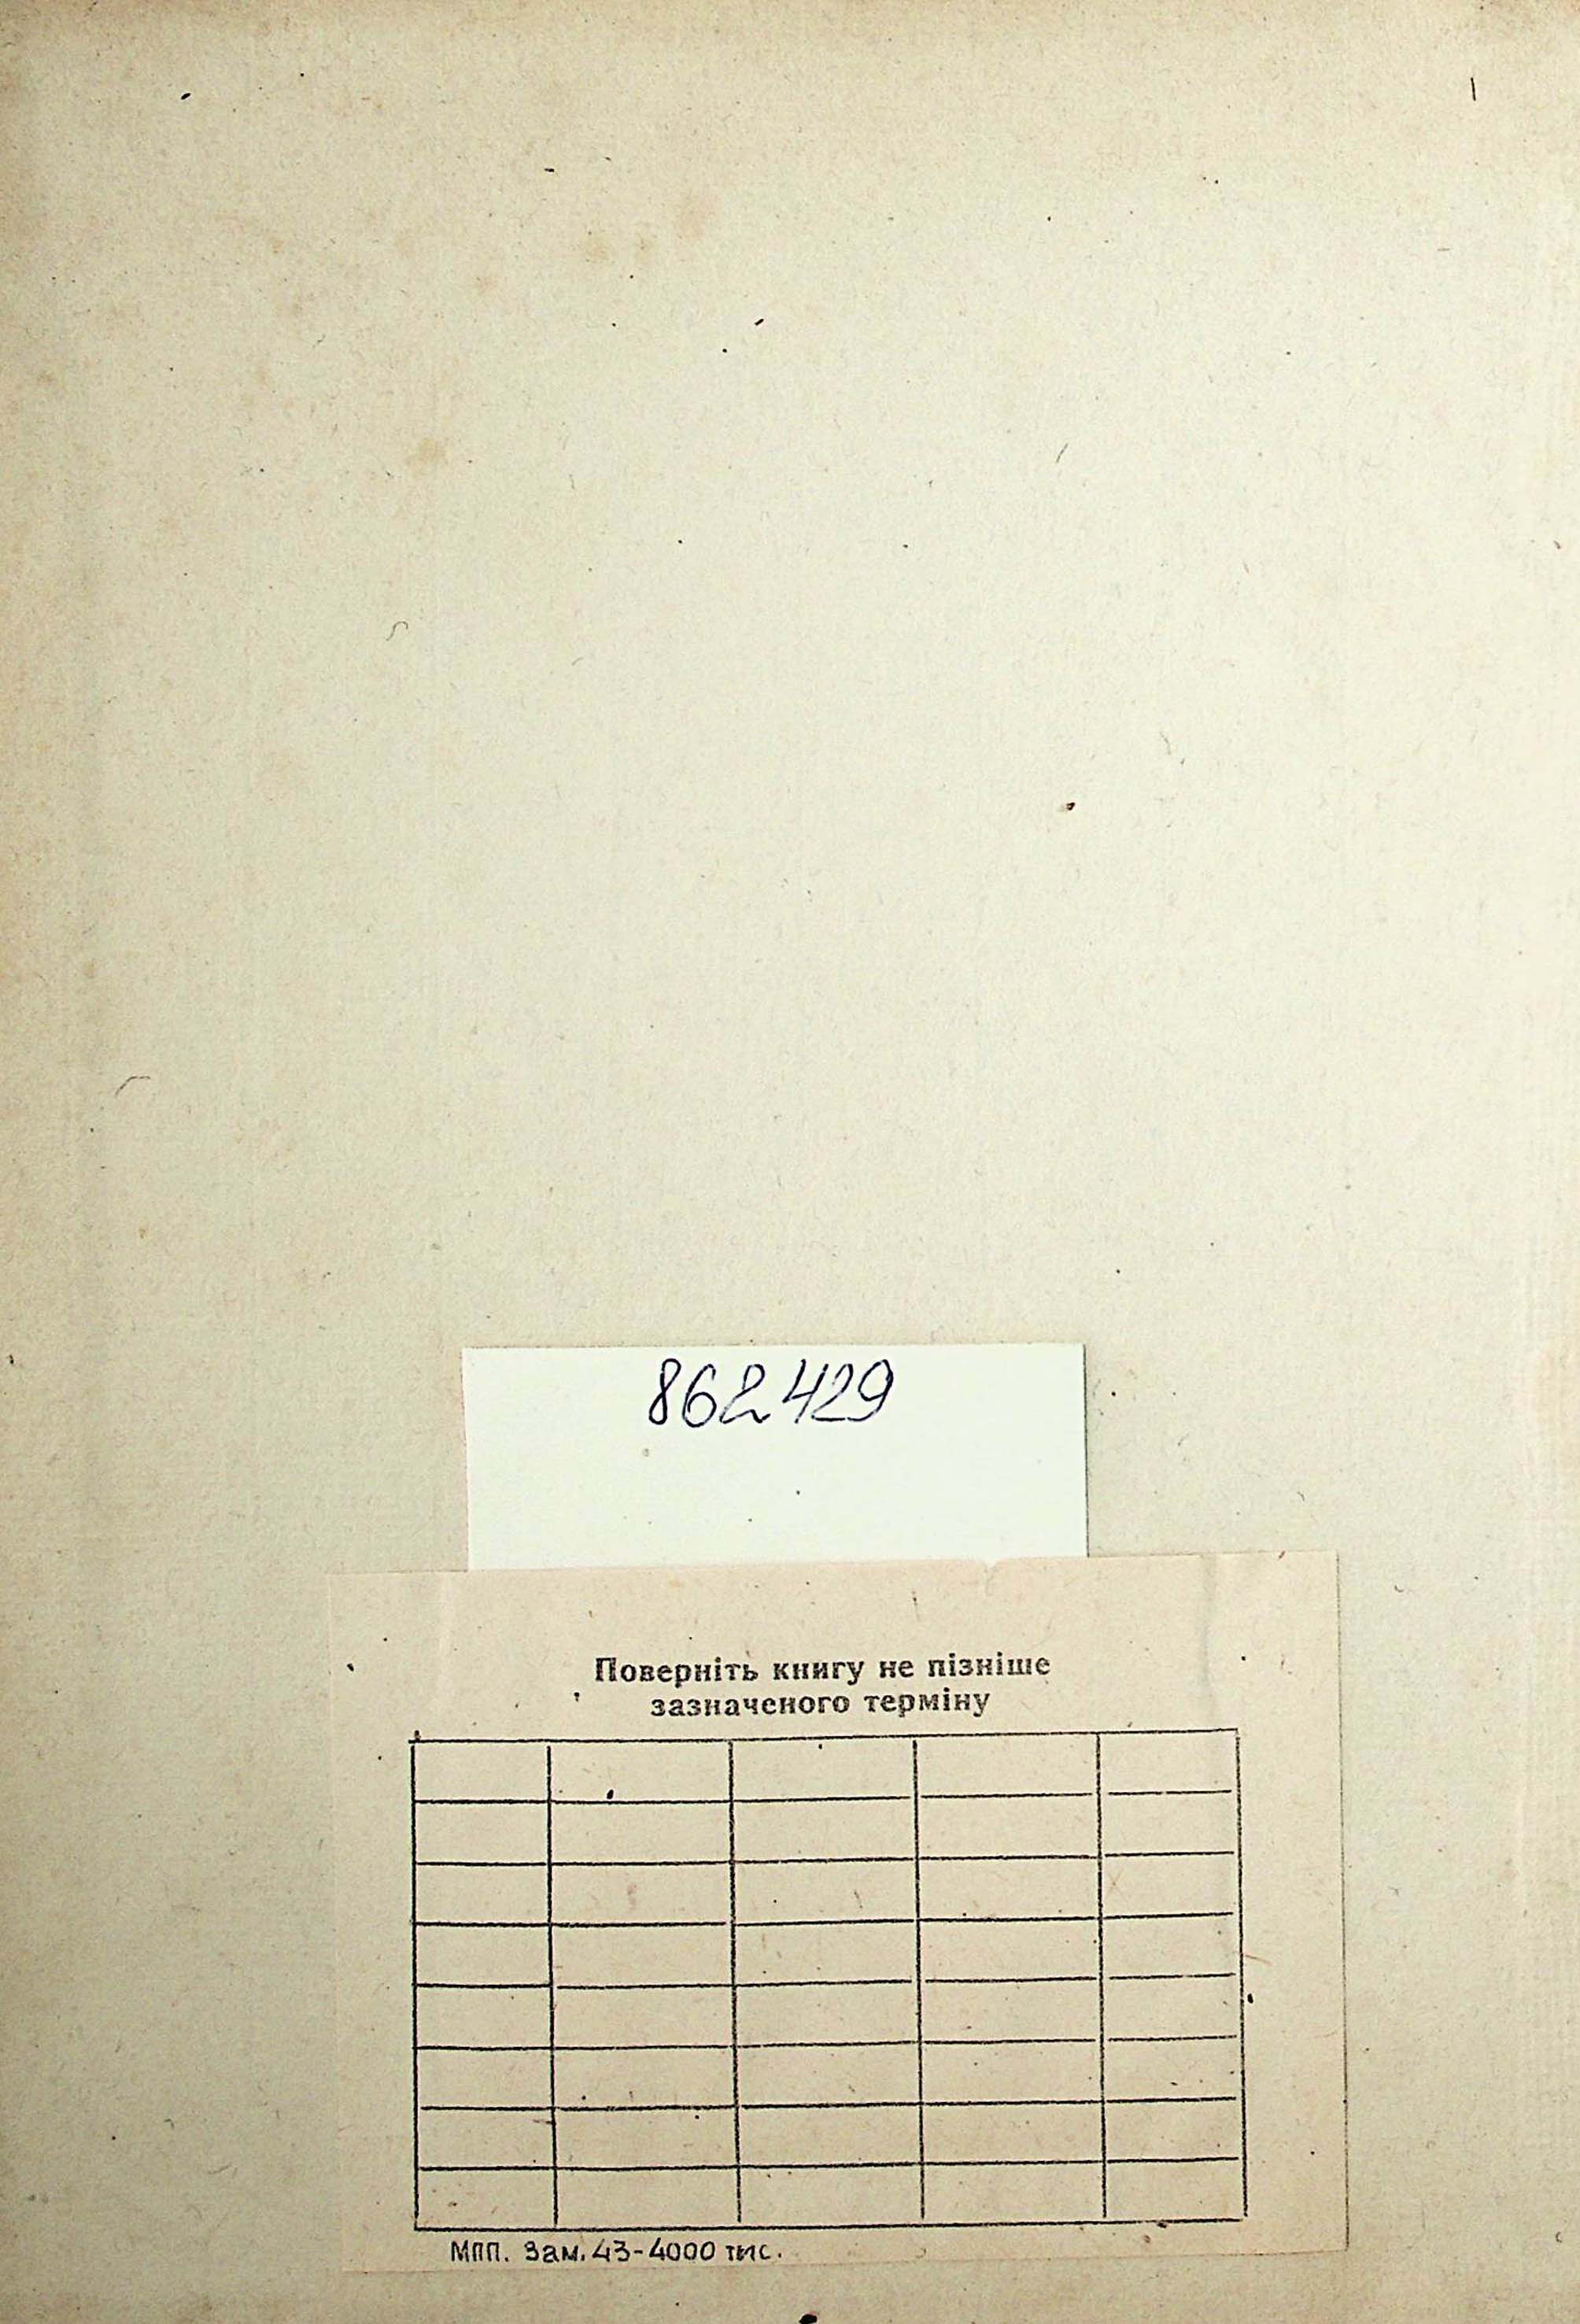 862429
Поверніть книгу не пізніше
зазначеного терміну
МПП. Зам. 43-4000 тис.